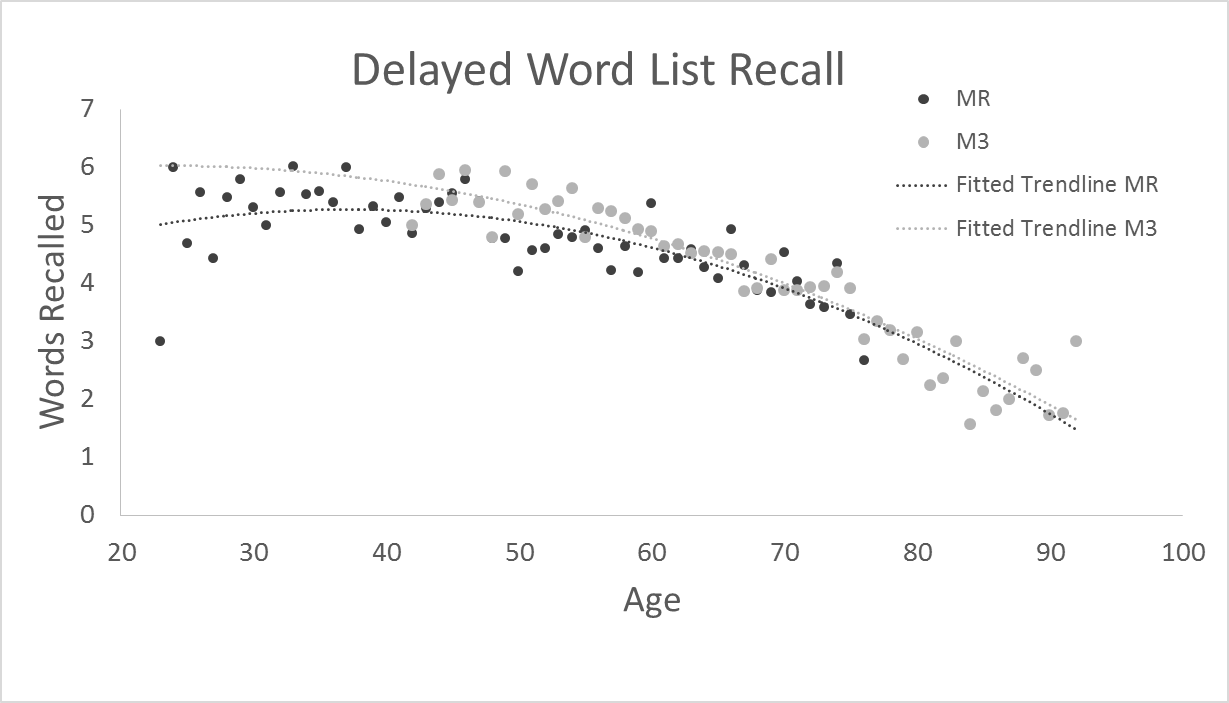 Delayed Word List Recall
MR
M3
Fitted Trendline MR
Fitted Trendline M3
7
6
5
4
3
2
1
0
Words Recalled
20 30 40 50 60 70 80 90 100
Age